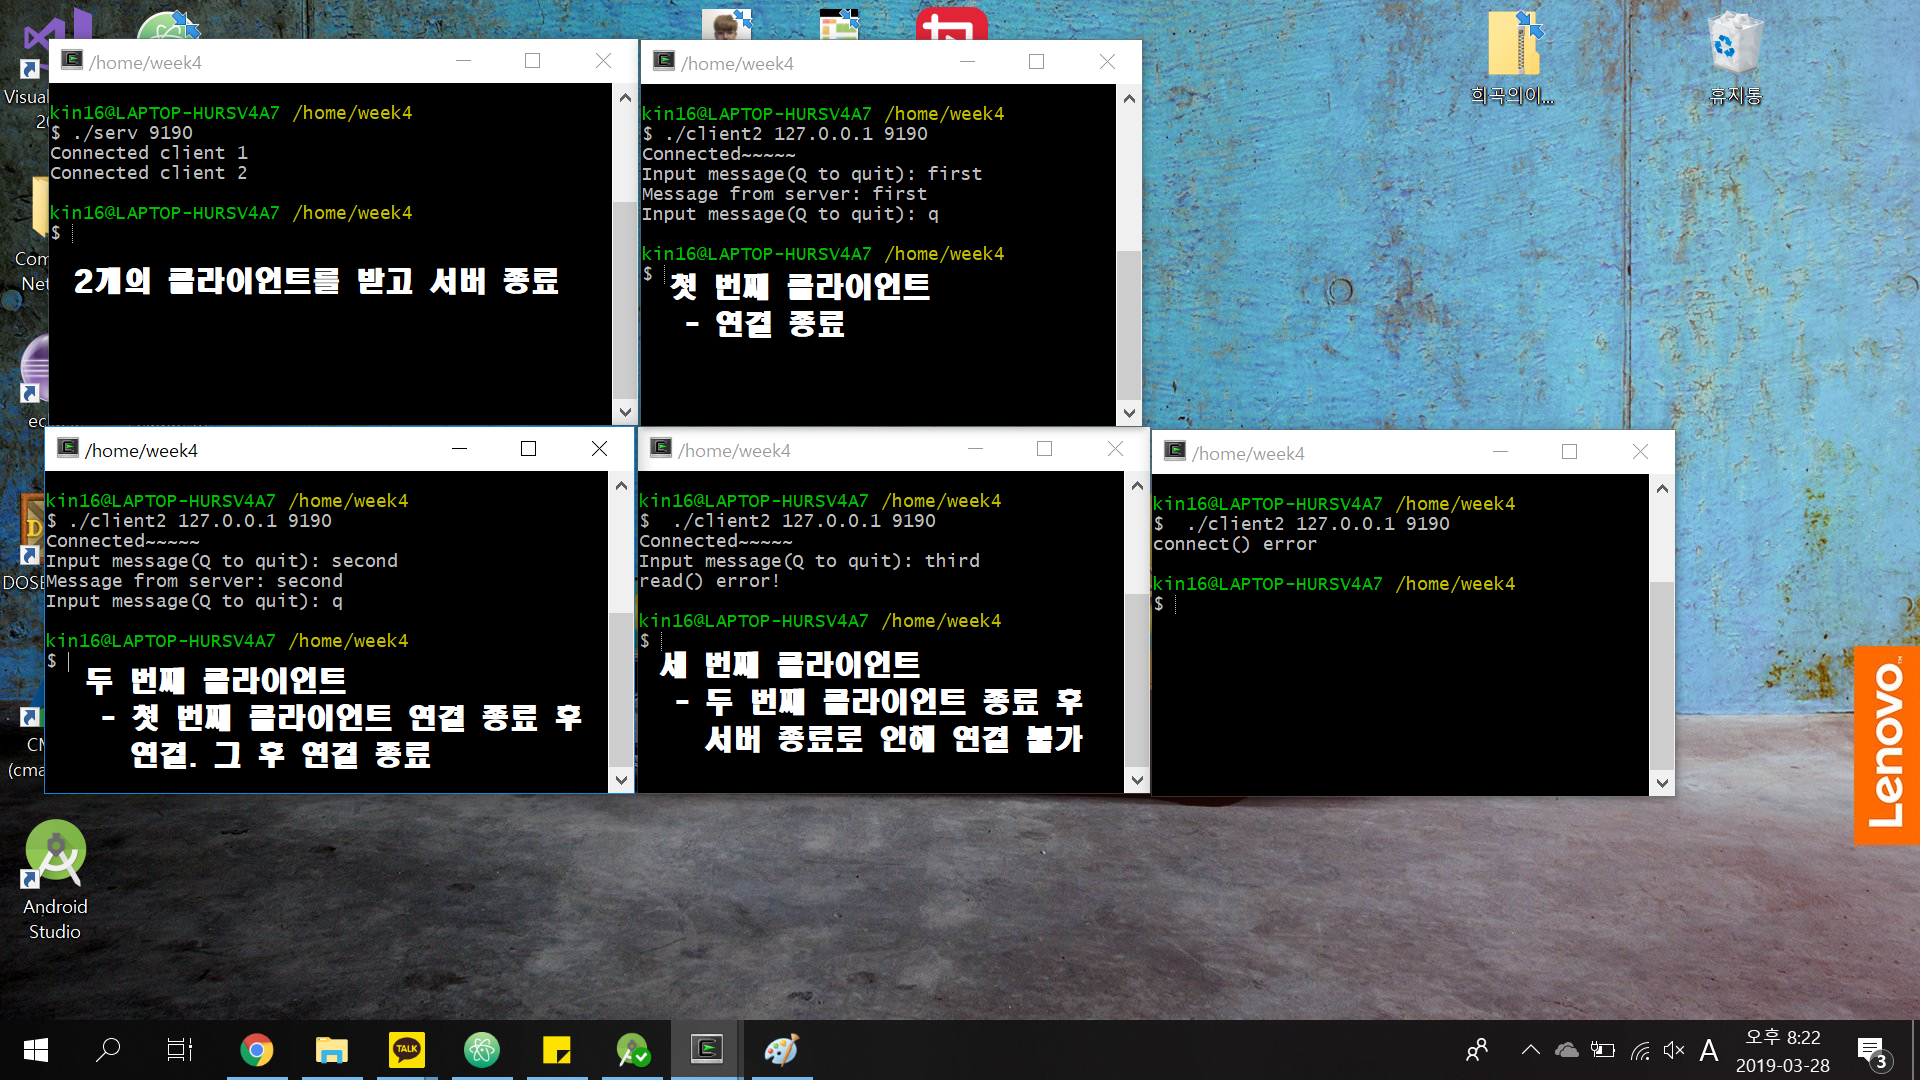 Visual
20
Com
Net
ec
DOSE
CM
(cma
Android
Studio
희곡의이...
휴지통
/home/week4
kin16@LAPTOP-HURSV4A7 /home/week4
$ ./serv 9190
Connected client 1
Connected client 2
kin16@LAPTOP-HURSV4A7 /home/week4
$
2개의 클라이언트를 받고 서버 종료
/home/week4
kin16@LAPTOP-HURSV4A7 /home/week4
$ ./client2 127.0.0.1 9190
Connected~~~~~
Input message(Q to quit): first
Message from server: first
Input message(Q to quit): q
kin16@LAPTOP-HURSV4A7 /home/week4
$
첫 번째 클라이언트
- 연결 종료
/home/week4
kin16@LAPTOP-HURSV4A7 /home/week4
$ ./client2 127.0.0.1 9190
Connected~~~~~
Input message(Q to quit): second
Message from server: second
Input message(Q to quit): q
kin16@LAPTOP-HURSV4A7 /home/week4
$
두 번째 클라이언트
- 첫 번째 클라이언트 연결 종료 후
연결. 그 후 연결 종료
/home/week4
kin16@LAPTOP-HURSV4A7 /home/week4
$  ./client2 127.0.0.1 9190
Connected~~~~~
Input message(Q to quit): third
read() error!
kin16@LAPTOP-HURSV4A7 /home/week4
$
세 번째 클라이언트
- 두 번째 클라이언트 종료 후
서버 종료로 인해 연결 불가
/home/week4
kin16@LAPTOP-HURSV4A7 /home/week4
$  ./client2 127.0.0.1 9190
connect() error
kin16@LAPTOP-HURSV4A7 /home/week4
$
Lenovo
TALK
A
오후 8:22
2019-03-28
3